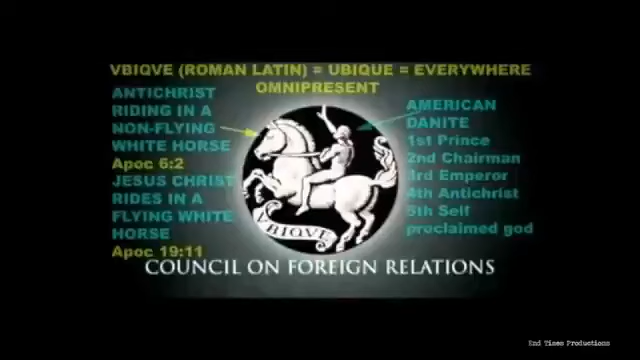 VBIQVE (ROMAN LATIN) = UBIQUE = EVERYWHERE
OMNIPRESENT
ANTICHRIST
RIDING IN A
NON-FLYING
WHITE HORSE
Apoc 6:2
JESUS CHRIST
RIDES IN A
FLYING WHITE
HORSE
Apoc 19:11
AMERICAN
DANITE
1st Prince
2nd Chairman
3rd Emperor
4th Antichrist
5th Self
proclaimed god
VBIQVE
COUNCIL ON FOREIGN RELATIONS
End Times Productions